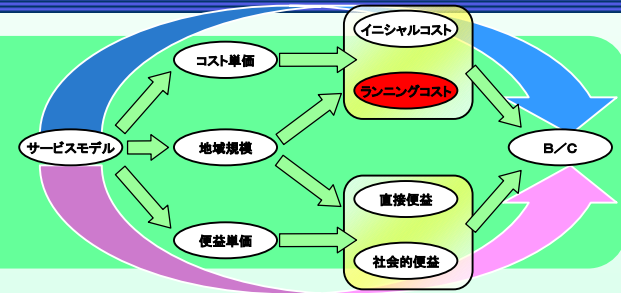 イニシャルコスト
コスト単価
ランニングコスト
サービスモデル
地域規模
B/C
直接便益
便益単価
社会的便益